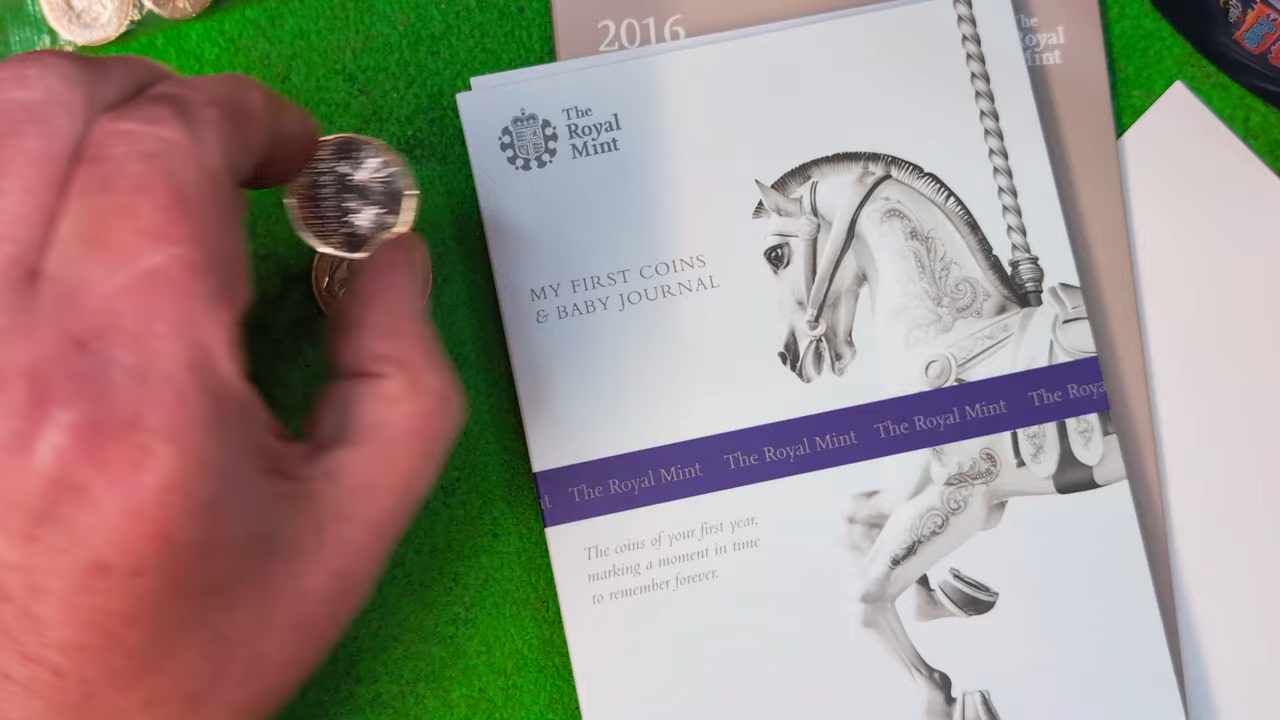 2016
The
Royal
Mint
The
Royal
Mint
MY FIRST COINS
& BABY JOURNAL
The Royal Mint The Royal Mint The Royal Mint The
The coins of your first year,
marking a moment in time
to remember forever.